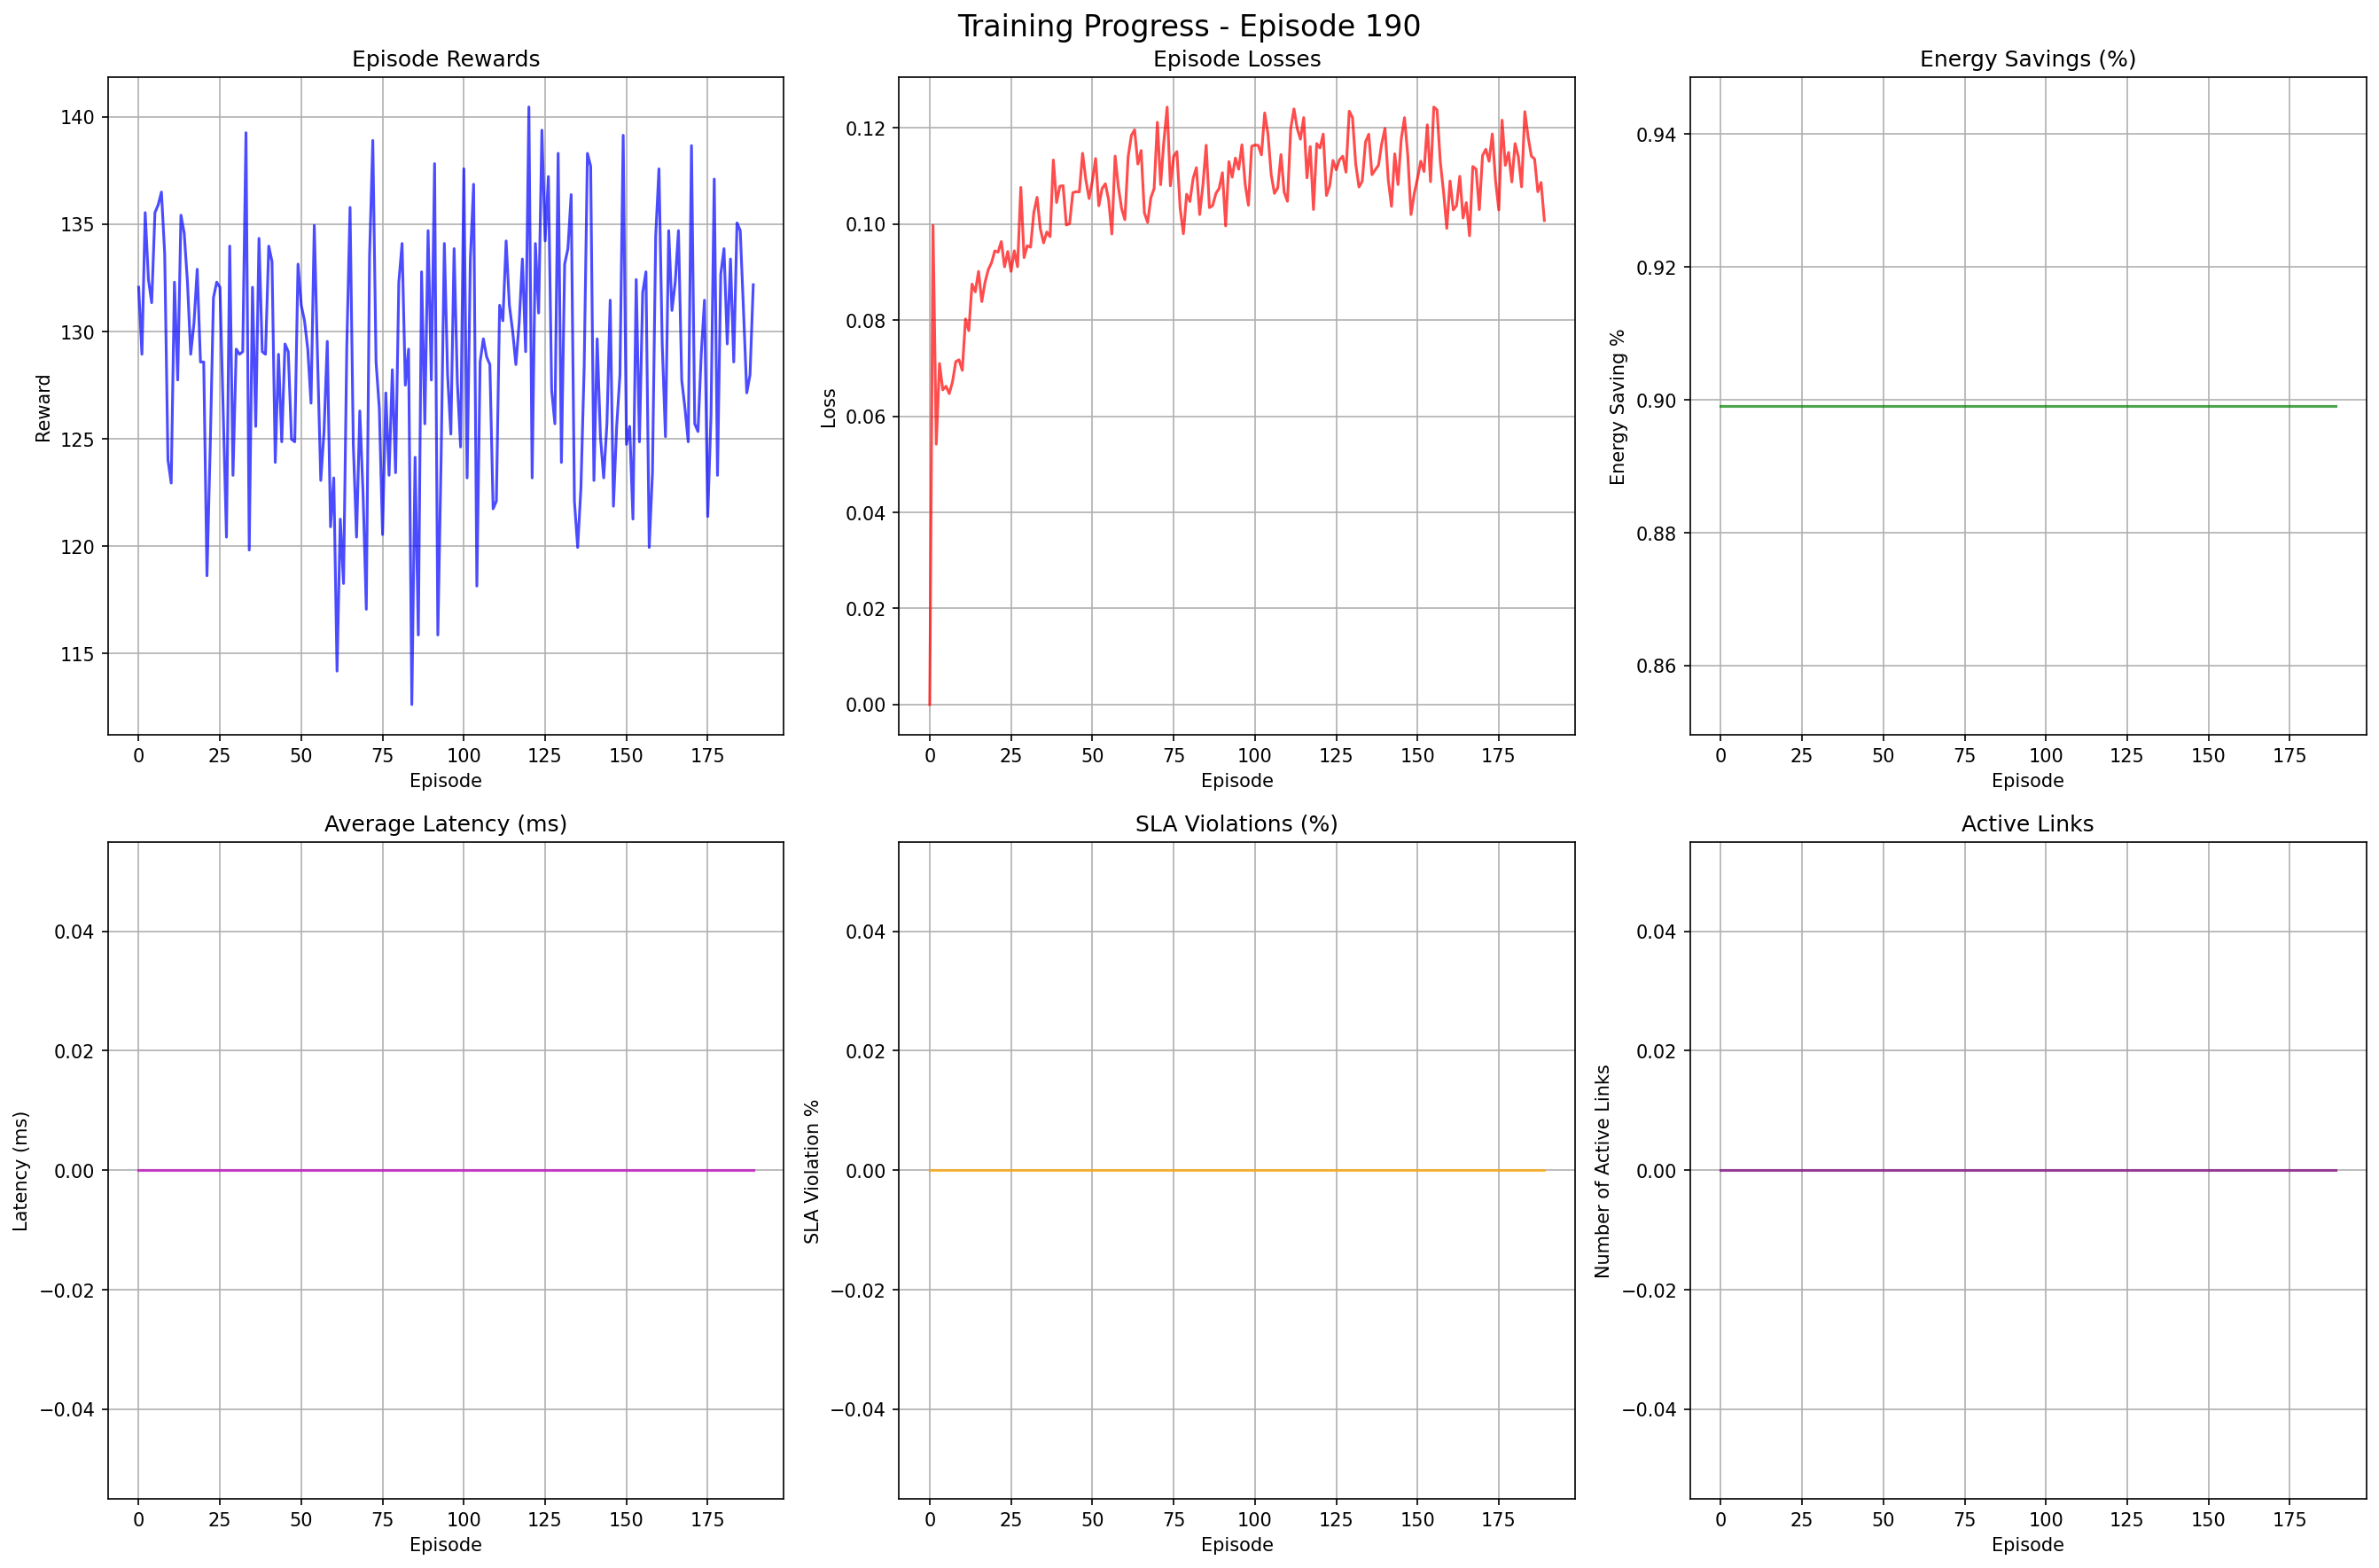 Training Progress - Episode 190
Episode Rewards
140
135
130
125
120
115
Reward
0 25 50 75 100 125 150 175
Episode
Episode Losses
0.12
0.10
0.08
0.06
0.04
0.02
0.00
Loss
0 25 50 75 100 125 150 175
Episode
Energy Savings (%)
0.94
0.92
0.90
0.88
0.86
Energy Saving %
0 25 50 75 100 125 150 175
Episode
Average Latency (ms)
0.04
0.02
0.00
−0.02
−0.04
Latency (ms)
0 25 50 75 100 125 150 175
Episode
SLA Violations (%)
0.04
0.02
0.00
−0.02
−0.04
SLA Violation %
0 25 50 75 100 125 150 175
Episode
Active Links
0.04
0.02
0.00
−0.02
−0.04
Number of Active Links
0 25 50 75 100 125 150 175
Episode